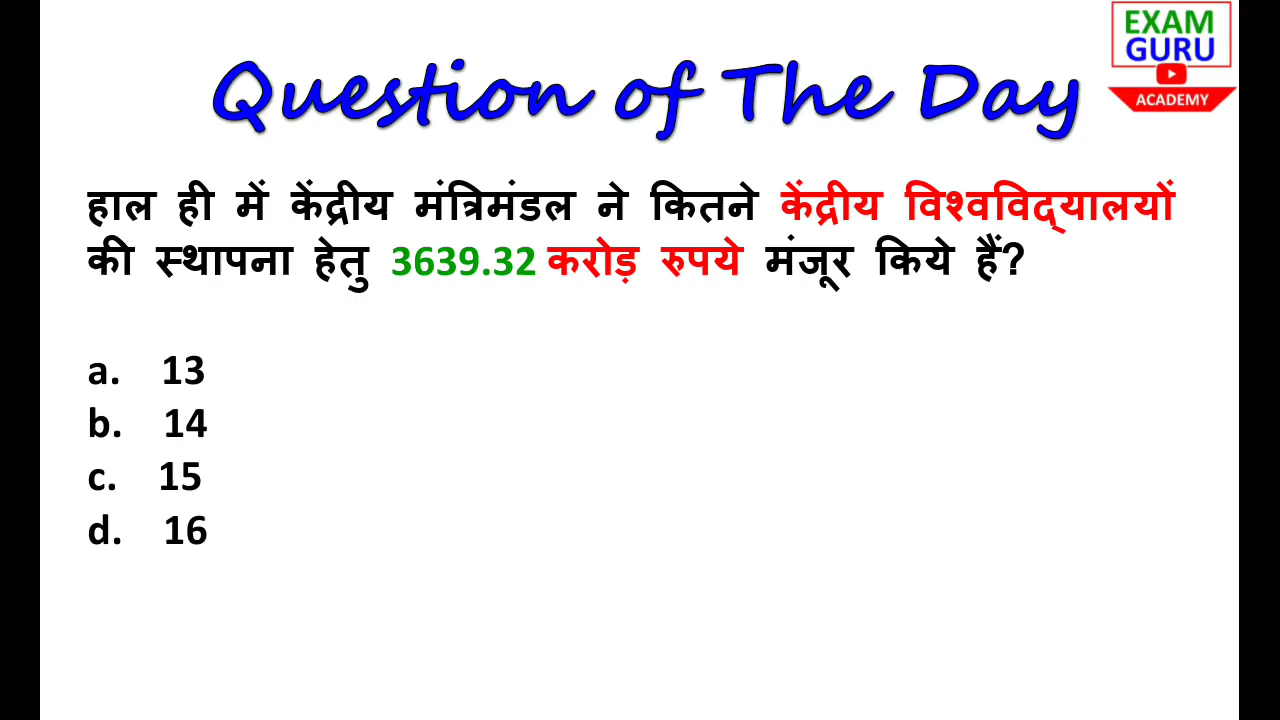 EXAM
GURU
ACADEMY
Question of The Day
हाल ही में केंद्रीय मंत्रिमंडल ने कितने केंद्रीय विश्वविद्यालयों
की स्थापना हेतु 3639.32 करोड़ रुपये मंजूर किये हैं?
a. 13
b. 14
c. 15
d. 16